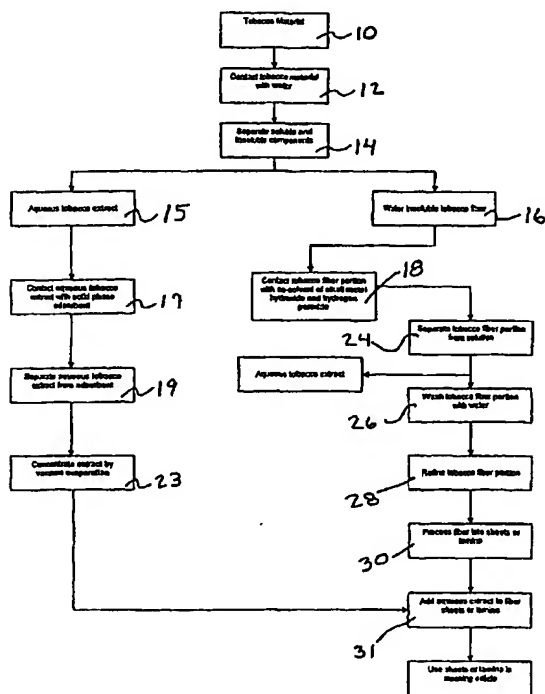 Tobacco Material
10
Contact tobacco material
with water
12
Separate soluble and
insoluble components
14
Aqueous tobacco extract
15
Water insoluble tobacco fiber
16
Contact aqueous tobacco
extract with solid phase
adsorbent
17
Contact tobacco fiber portion
with co-solvent of alkali metal
hydroxide and hydrogen
peroxide
18
Separate tobacco fiber portion
from solution
24
Separate aqueous tobacco
extract from adsorbent
19
Aqueous tobacco extract
Wash tobacco fiber portion
with water
26
Concentrate extract by
vacuum evaporation
23
Refine tobacco fiber portion
28
Process fiber into sheets or
lamina
30
Add aqueous extract to fiber
sheets or lamina
31
Use sheets or lamina in
smoking article